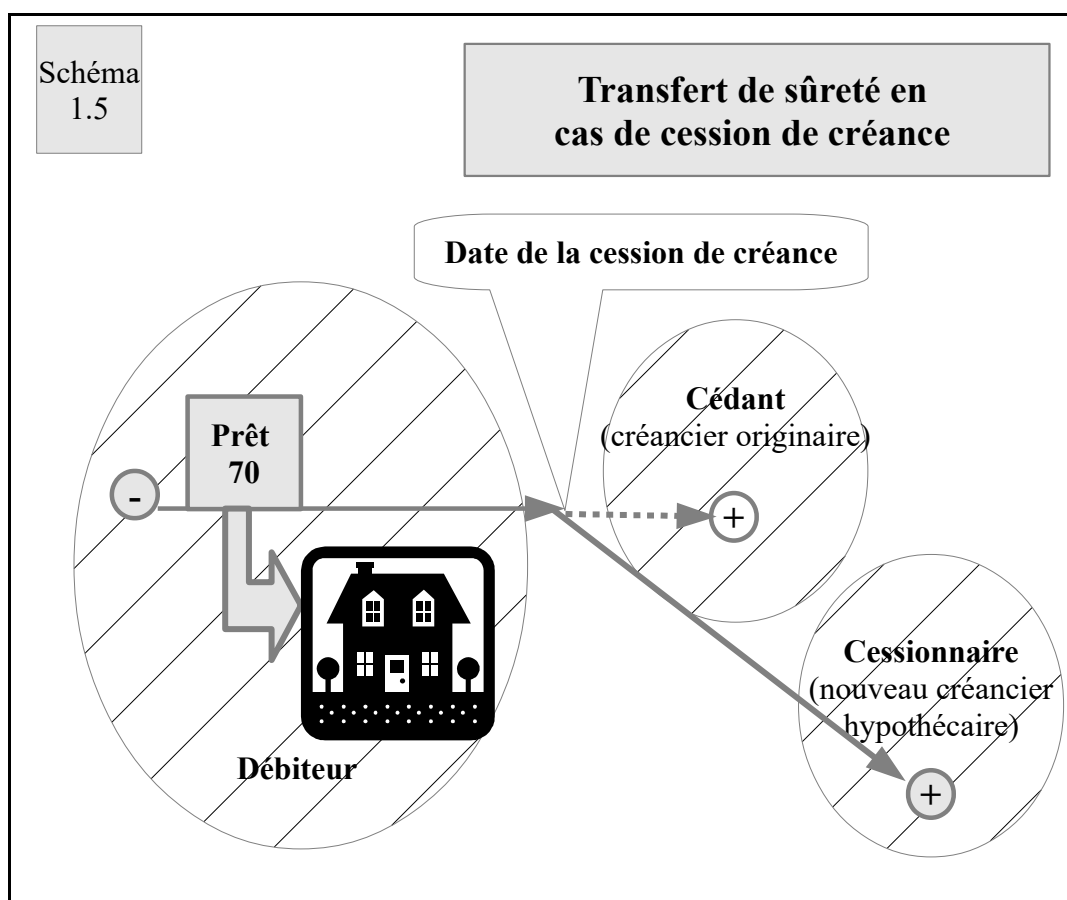 Schéma
1.5
Transfert de sûreté en
cas de cession de créance
Date de la cession de créance
Cédant
(créancier originaire)
Prêt
70
-
+
Cessionnaire
(nouveau créancier
hypothécaire)
Débiteur
+